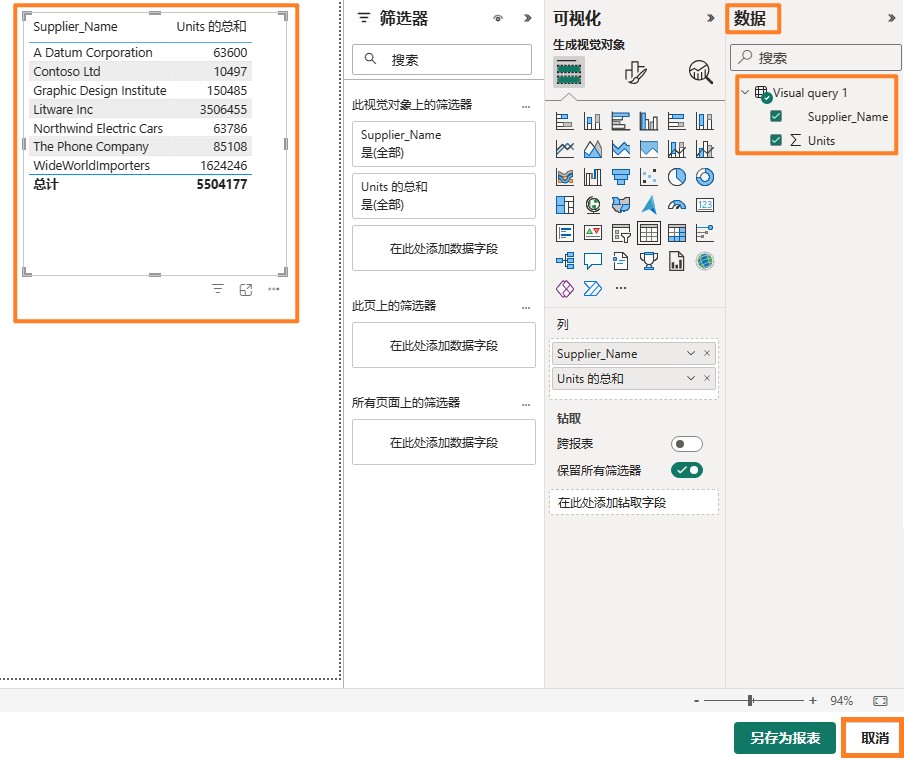 Supplier_Name Units 的总和
A Datum Corporation 63600
Contoso Ltd 10497
Graphic Design Institute 150485
Litware Inc 3506455
Northwind Electric Cars 63786
The Phone Company 85108
WideWorldImporters 1624246
总计 5504177
筛选器
搜索
此视觉对象上的筛选器
Supplier_Name
是(全部)
Units 的总和
是(全部)
在此处添加数据字段
此页上的筛选器
在此处添加数据字段
所有页面上的筛选器
在此处添加数据字段
可视化
生成视觉对象
123
列
Supplier_Name
Units 的总和
钻取
跨报表
保留所有筛选器
在此处添加钻取字段
数据
搜索
Visual query 1
Supplier_Name
∑ Units
- + 94%
另存为报表 取消